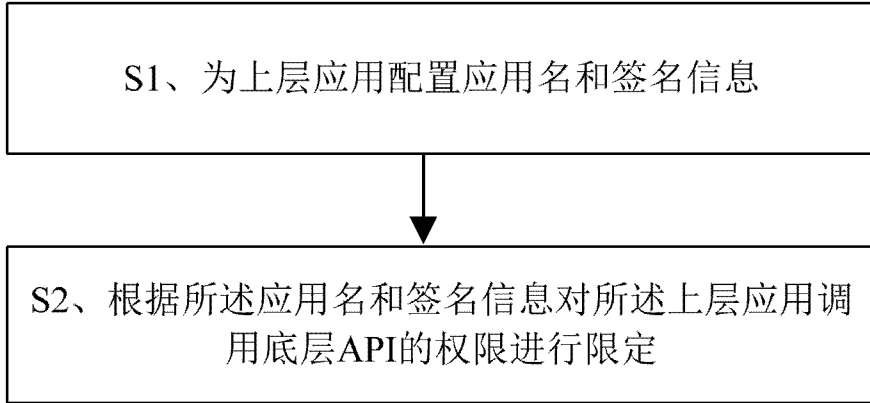 S1、为上层应用配置应用名和签名信息
S2、根据所述应用名和签名信息对所述上层应用调
用底层API的权限进行限定